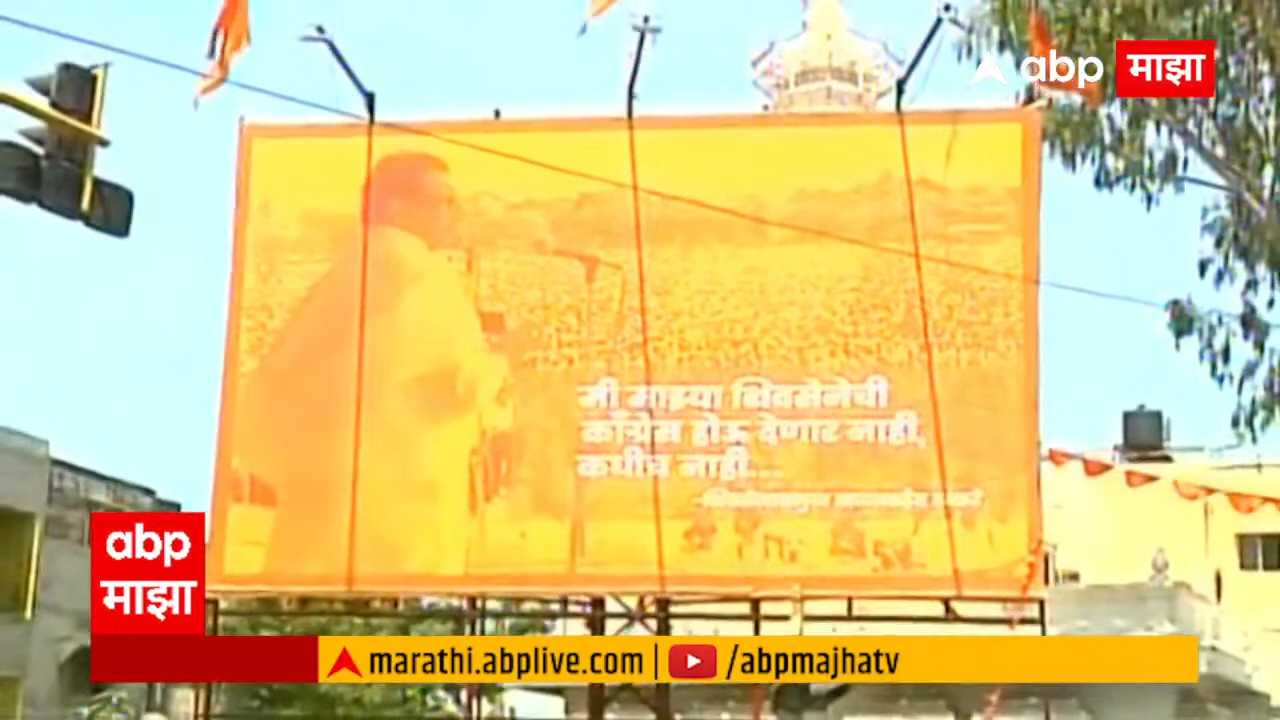 abp माझा
मी माझ्या शिवसेनेची
काँग्रेस होऊ देणार नाही,
कधीच नाही...
abp
माझा
marathi.abplive.com | /abpmajhatv